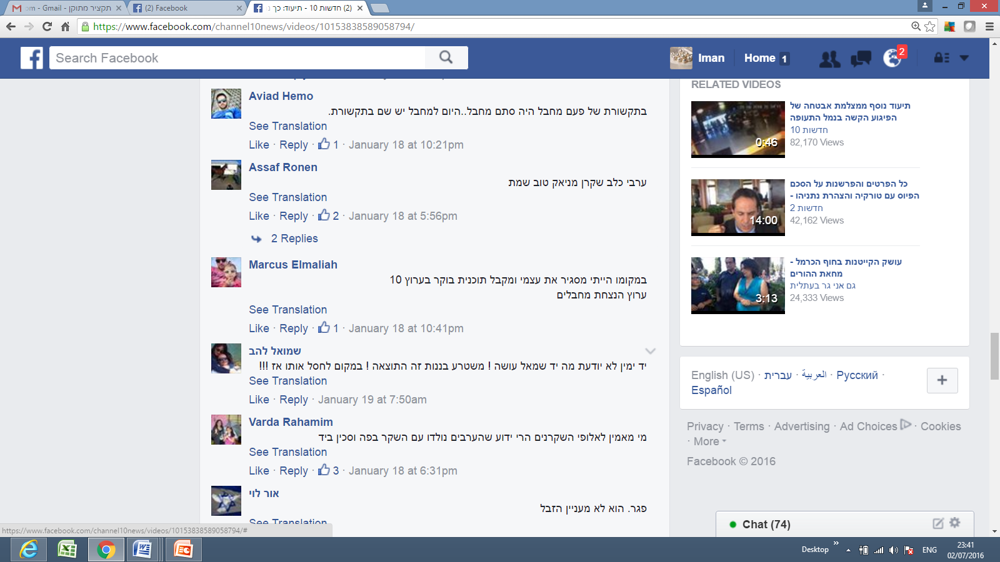 תקציר מתוקן - Gmail - om
(2) Facebook
(2) חדשות 10 - תיעוד: כך
https://www.facebook.com/channel10news/videos/10153838589058794/
Search Facebook
Iman
Home 1
2
Aviad Hemo
בתקשורת של פעם מחבל היה סתם מחבל..היום למחבל יש שם בתקשורת.
See Translation
Like · Reply · 1 · January 18 at 10:21pm
Assaf Ronen
ערבי כלב שקרן מניאק טוב שמת
See Translation
Like · Reply · 2 · January 18 at 5:56pm
2 Replies
Marcus Elmaliah
במקומו הייתי מסגיר את עצמי ומקבל תוכנית בוקר בערוץ 10
ערוץ הנצחת מחבלים
See Translation
Like · Reply · 1 · January 18 at 10:41pm
שמואל להב
יד ימין לא יודעת מה יד שמאל עושה ! משטרע בננות זה התוצאה ! במקום לחסל אותו אז !!!
See Translation
Like · Reply · January 19 at 7:50am
Varda Rahamim
מי מאמין לאלופי השקרנים הרי ידוע שהערבים נולדו עם השקר בפה וסכין ביד
See Translation
Like · Reply · 3 · January 18 at 6:31pm
אור לוי
פגר. הוא לא מעניין הזבל
See Translation
RELATED VIDEOS
0:46
תיעוד נוסף ממצלמת אבטחה של
הפיגוע הקשה בנמל התעופה
חדשות 10
82,170 Views
14:00
כל הפרטים והפרשנות על הסכם
הפיוס עם טורקיה והצהרת נתניהו -
חדשות 2
42,162 Views
3:13
עושק הקייטנות בחוף הכרמל -
מחאת ההורים
גם אני גר בעתלית
24,333 Views
English (US) · עברית · العربية · Русский ·
Español
Privacy · Terms · Advertising · Ad Choices · Cookies
· More
Facebook © 2016
Chat (74)
https://www.facebook.com/channel10news/videos/10153838589058794/#
Desktop
ENG
23:41
02/07/2016